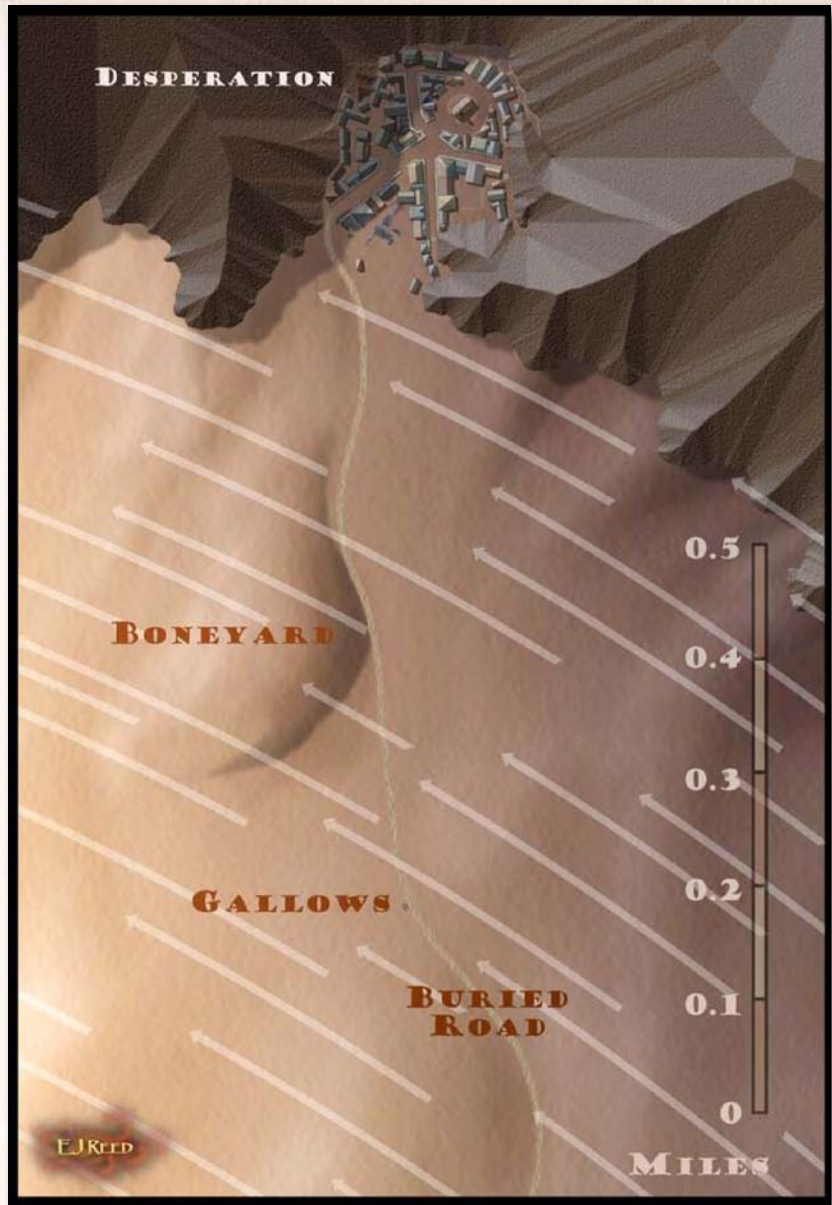 DESPERATION
0.5
BONEYARD
0.4
0.3
0.2
GALLOWS
BURIED
ROAD
0.1
0
EJREED
MILES